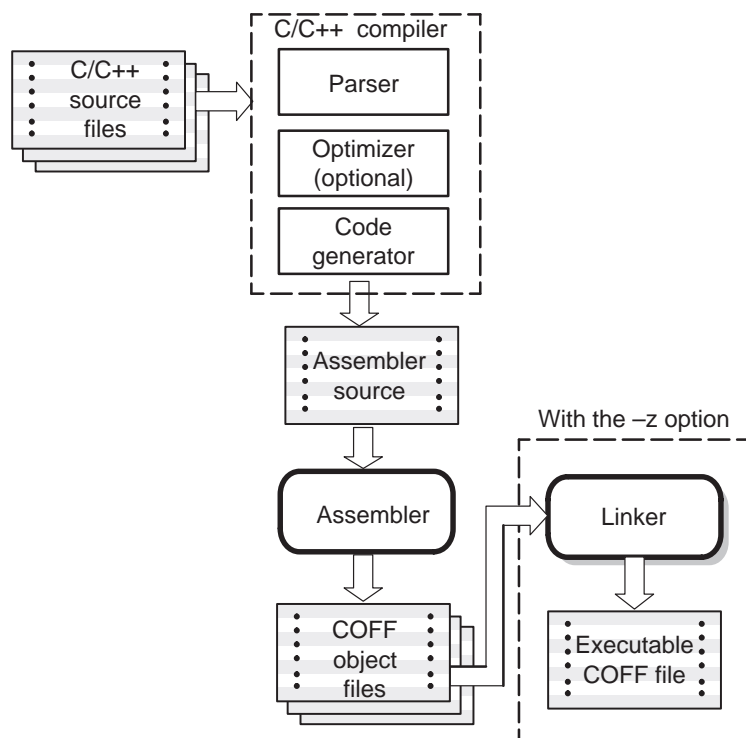 C/C++ compiler
C/C++
source
files
Parser
Optimizer
(optional)
Code
generator
Assembler
source
With the –z option
Assembler
Linker
COFF
object
files
Executable
COFF file